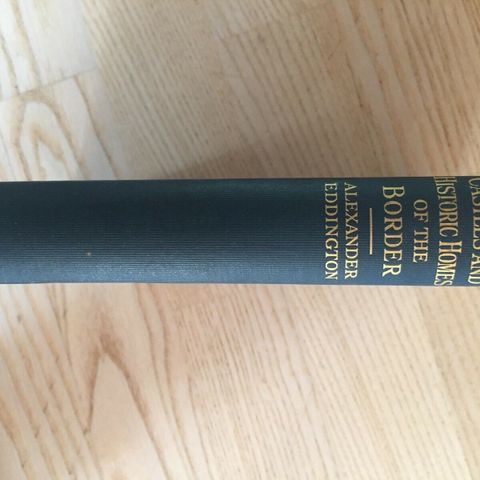 CASTLES AND
HISTORIC HOMES
OF THE
BORDER
ALEXANDER
EDDINGTON